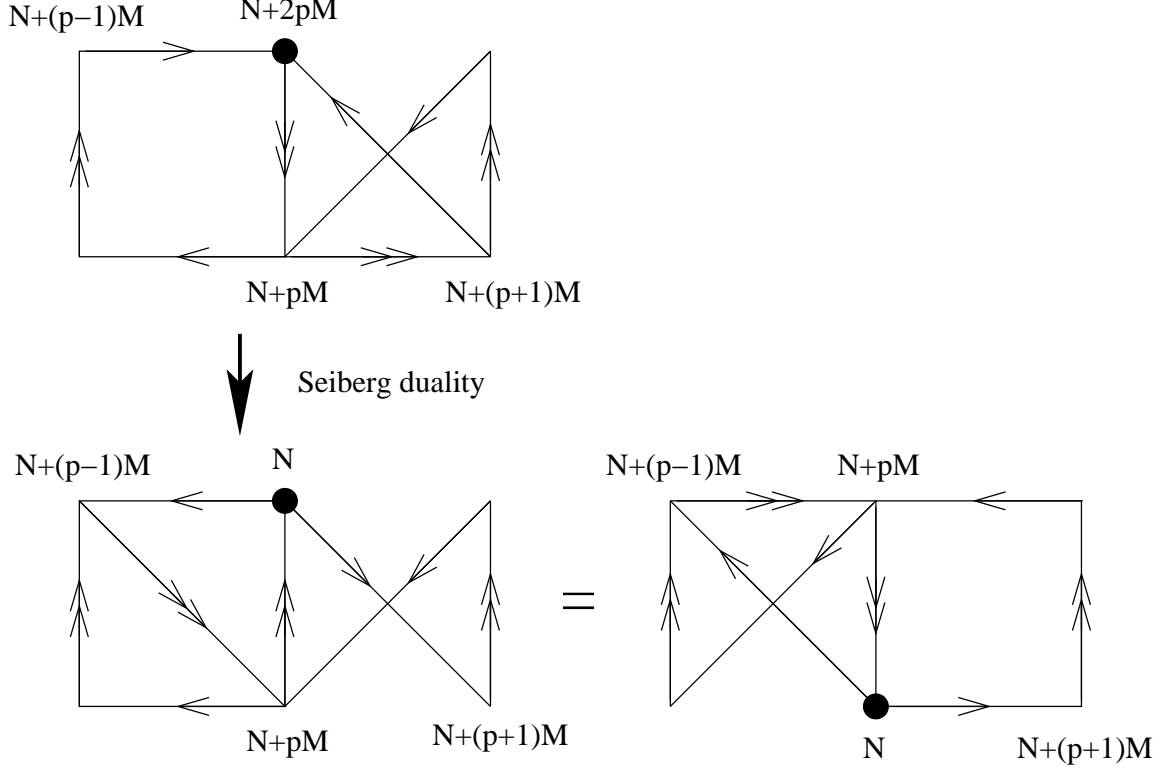 N+(p−1)M
N+2pM
N+pM
N+(p+1)M
Seiberg duality
N+(p−1)M
N
N+(p−1)M
N+pM
=
N+pM
N+(p+1)M
N
N+(p+1)M